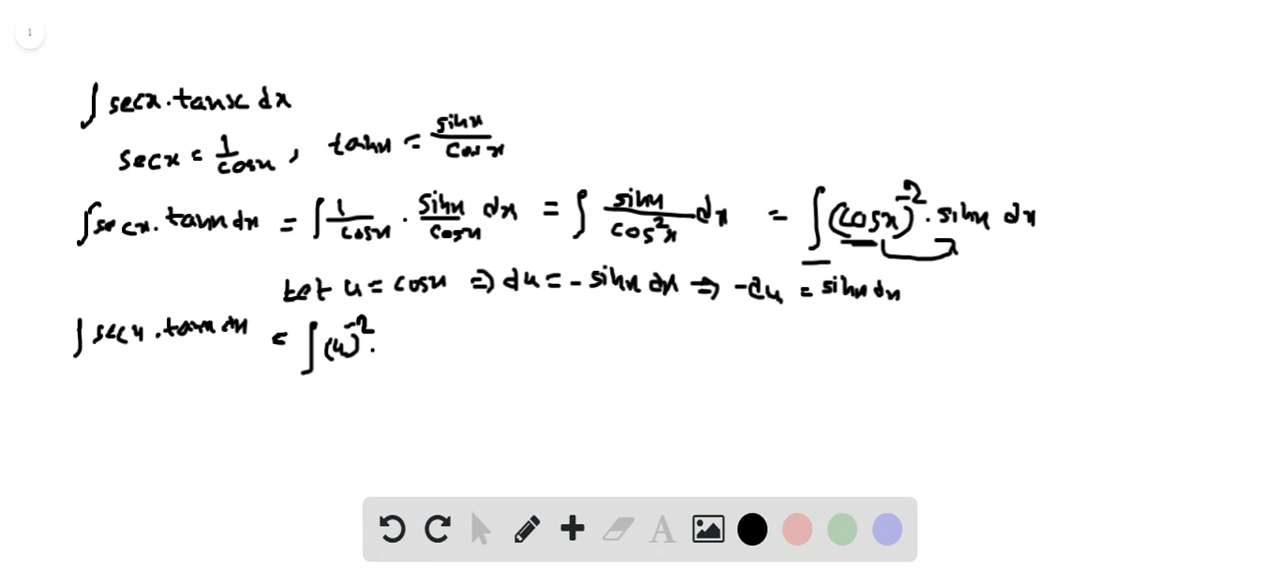 1
∫ secx.tanx dx
secx = 1/cosx, tanx = sinx/cosx
∫secx.tanx dx = ∫ 1/cosx . sinx/cosx dx = ∫ sinx/cos²x dx = ∫(cosx)⁻².sinx dx
Let u = cosx ⇒ du = -sinx dx ⇒ -du = sinx dx
∫secx.tanx dx = ∫(u)⁻².
A